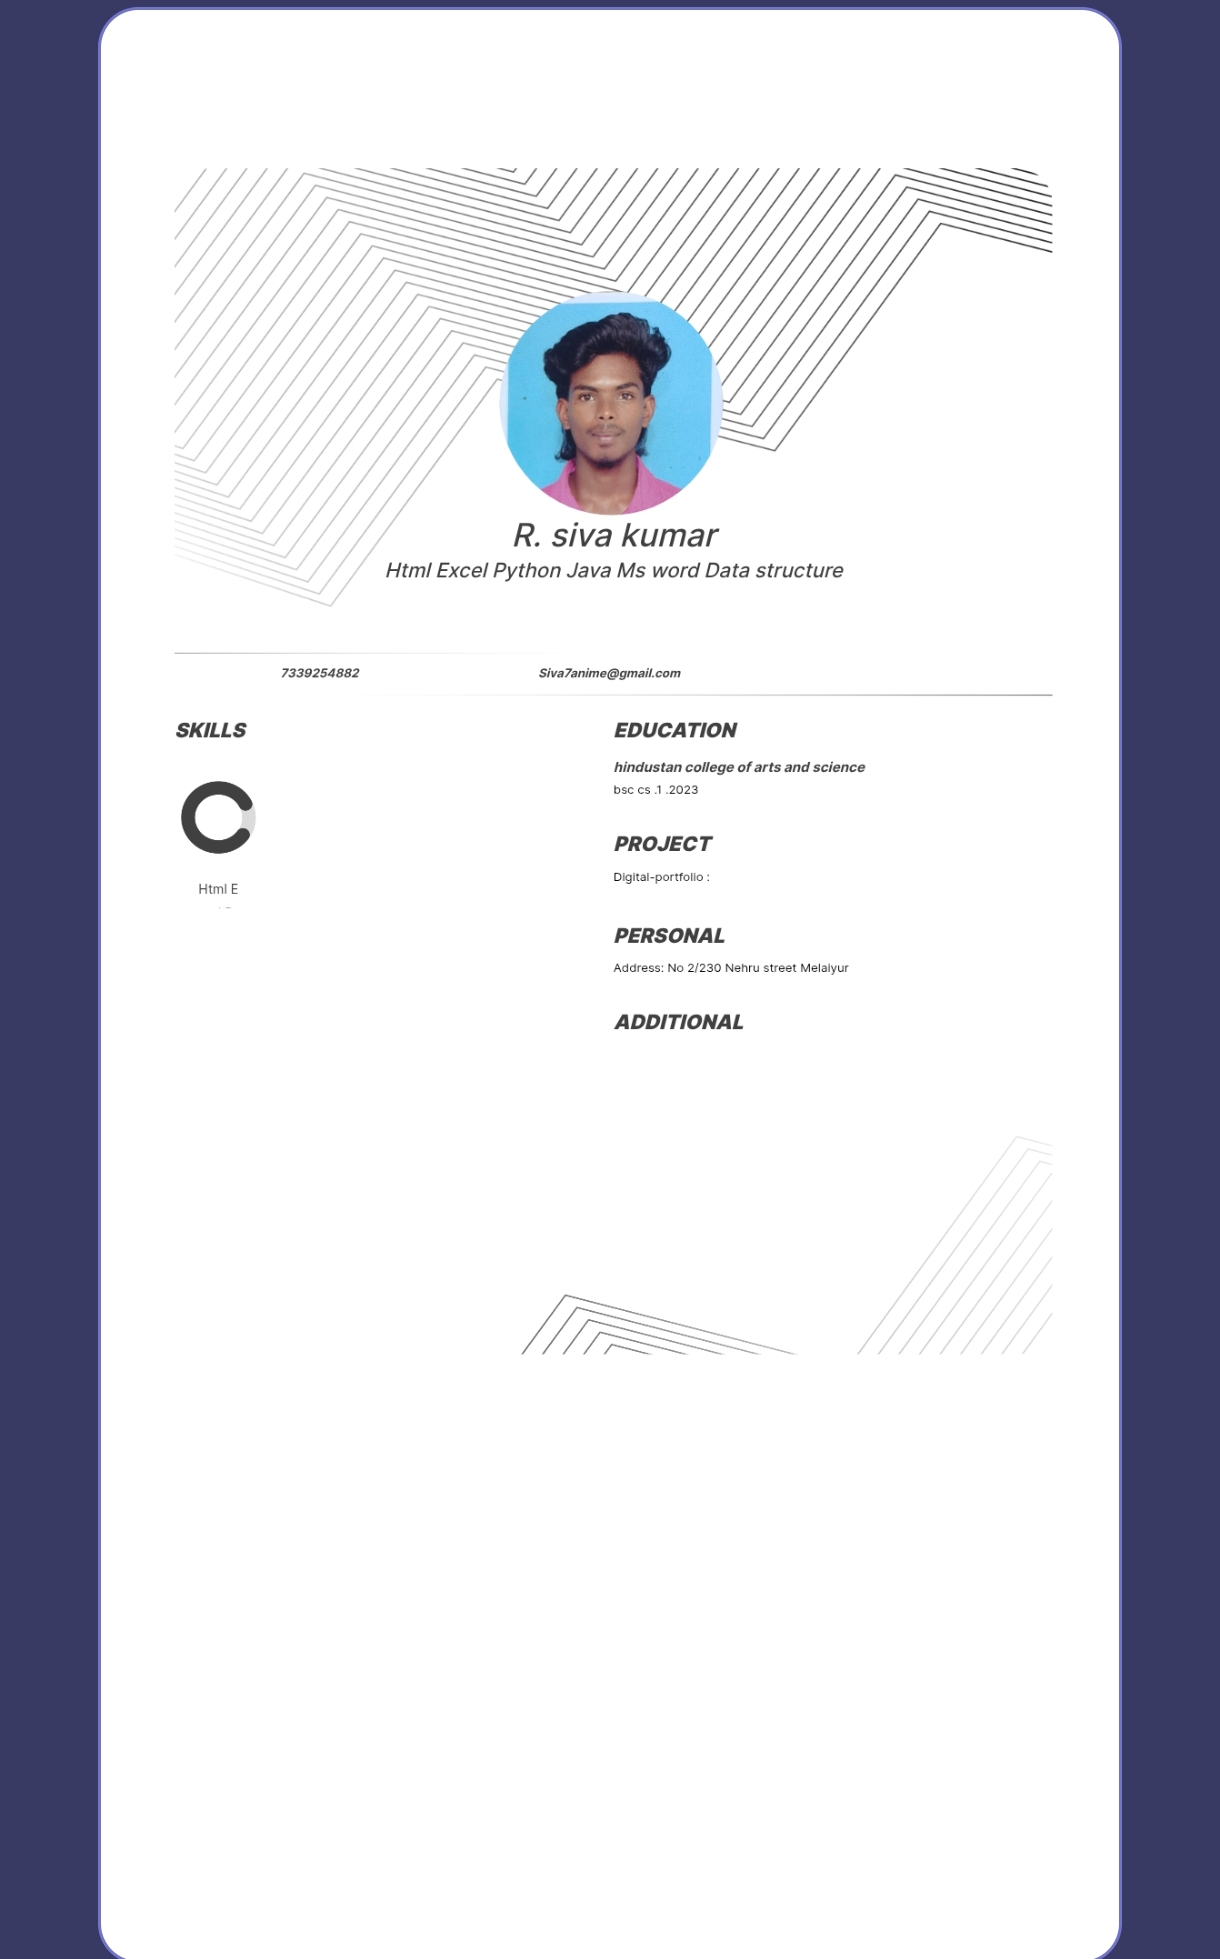 R. siva kumar
Html Excel Python Java Ms word Data structure
7339254882
Siva7anime@gmail.com
SKILLS
Html E
EDUCATION
hindustan college of arts and science
bsc cs .1 .2023
PROJECT
Digital-portfolio :
PERSONAL
Address: No 2/230 Nehru street Melaiyur
ADDITIONAL